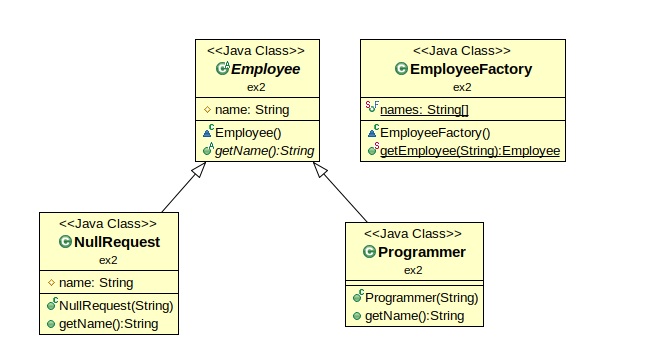 <<Java Class>>
Employee
ex2
name: String
Employee()
getName():String
<<Java Class>>
EmployeeFactory
ex2
names: String[]
EmployeeFactory()
getEmployee(String):Employee
<<Java Class>>
NullRequest
ex2
name: String
NullRequest(String)
getName():String
<<Java Class>>
Programmer
ex2
Programmer(String)
getName():String